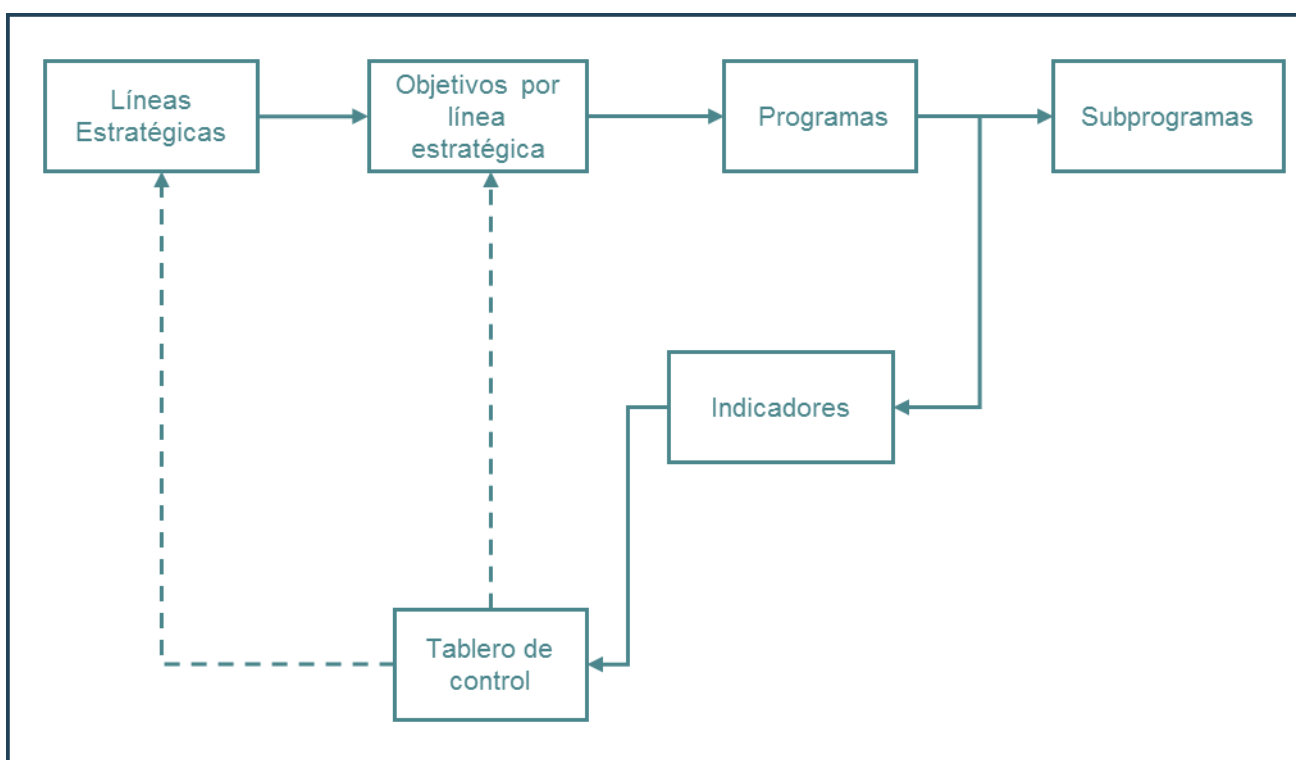 Líneas
Estratégicas
Objetivos por
línea
estratégica
Programas
Subprogramas
Indicadores
Tablero de
control